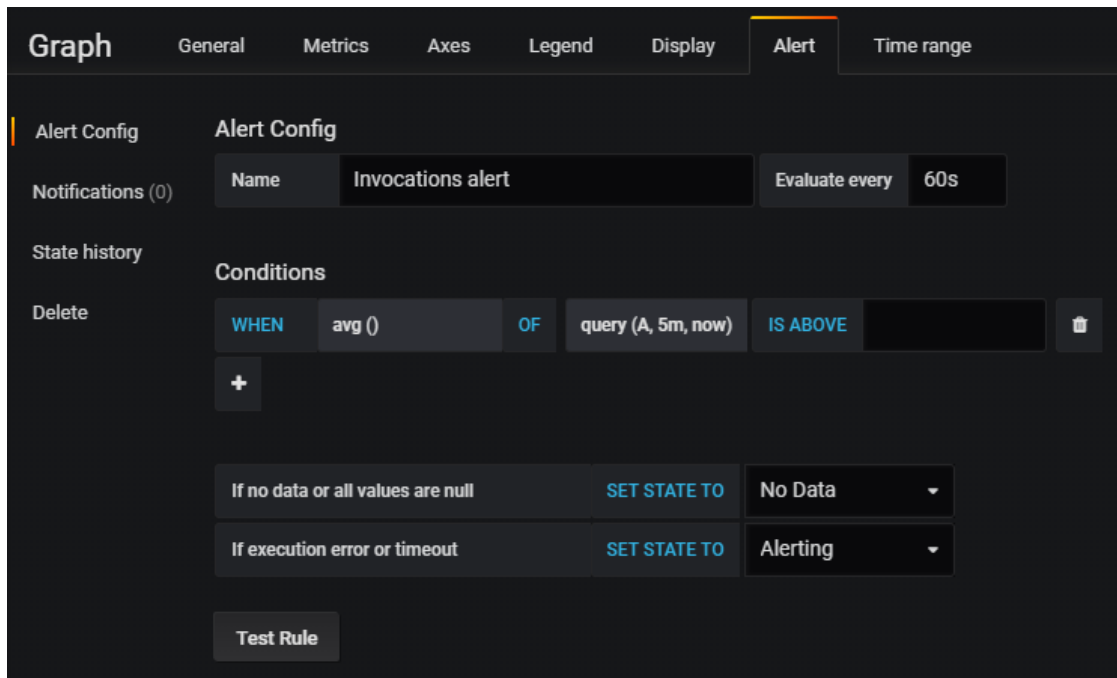 Graph General Metrics Axes Legend Display Alert Time range
Alert Config
Notifications (0)
State history
Delete
Alert Config
Name Invocations alert Evaluate every 60s
Conditions
WHEN avg () OF query (A, 5m, now) IS ABOVE
+
If no data or all values are null SET STATE TO No Data
If execution error or timeout SET STATE TO Alerting
Test Rule